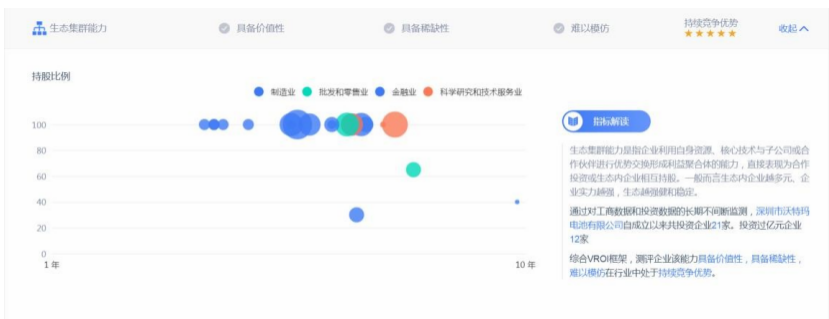 生态集群能力
具备价值性
具备稀缺性
难以模仿
持续竞争优势
★★★★★
收起
持股比例
制造业 批发和零售业 金融业 科学研究和技术服务业
100
80
60
40
20
0
1 年
10 年
指标解读
生态集群能力是指企业利用自身资源、核心技术与子公司或合
作伙伴进行优势交换形成利益聚合体的能力，直接表现为合作
投资或生态内企业相互持股。一般而言生态内企业越多元、企
业实力越强，生态越强健和稳定。
通过对工商数据和投资数据的长期不间断监测，深圳市沃特玛
电池有限公司自成立以来共投资企业21家。投资过亿元企业
12家
综合VROI框架，测评企业该能力具备价值性，具备稀缺性，
难以模仿在行业中处于持续竞争优势。